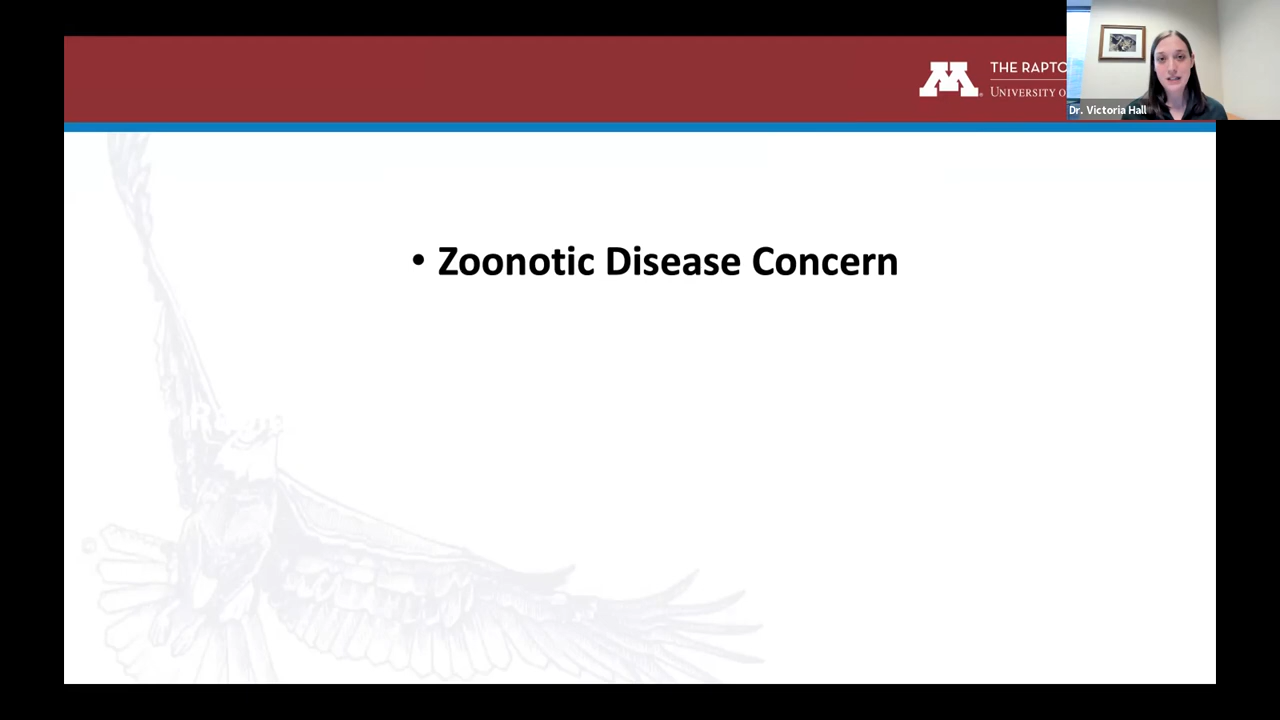 THE RAPTO
UNIVERSITY O
Dr. Victoria Hall
• Zoonotic Disease Concern